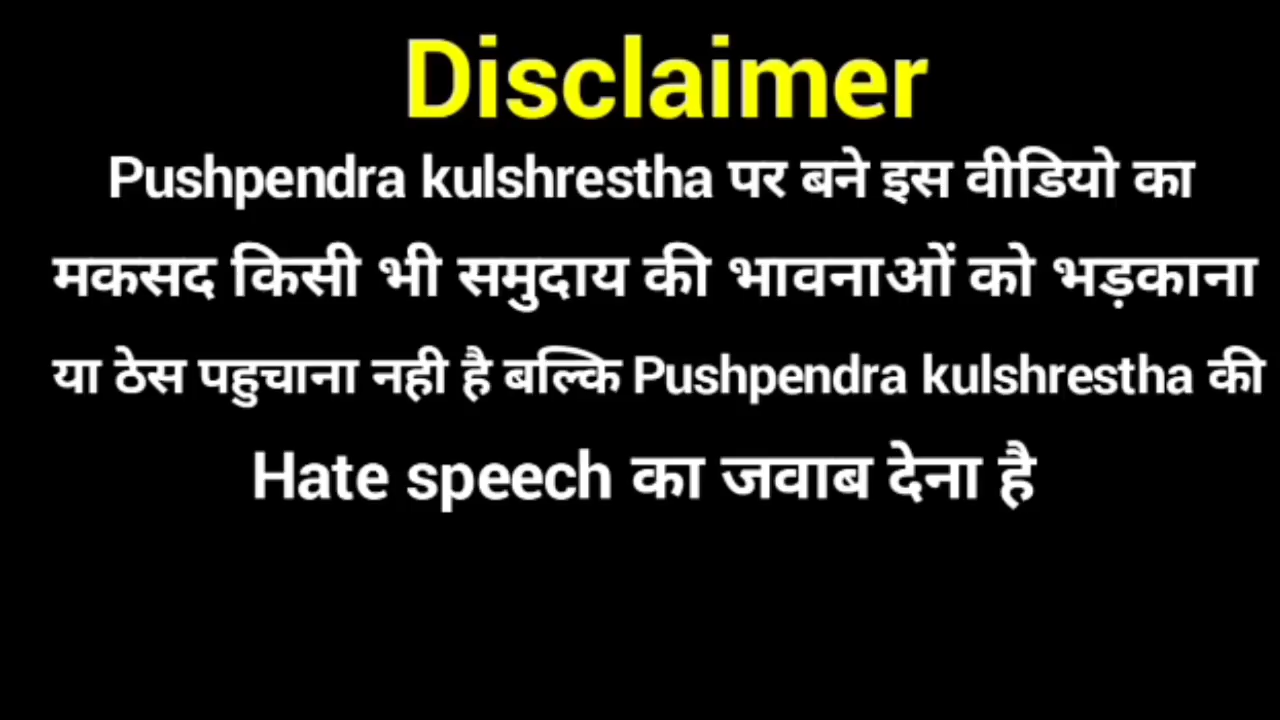 Disclaimer
Pushpendra kulshrestha पर बने इस वीडियो का
मकसद किसी भी समुदाय की भावनाओं को भड़काना
या ठेस पहुचाना नही है बल्कि Pushpendra kulshrestha की
Hate speech का जवाब देना है